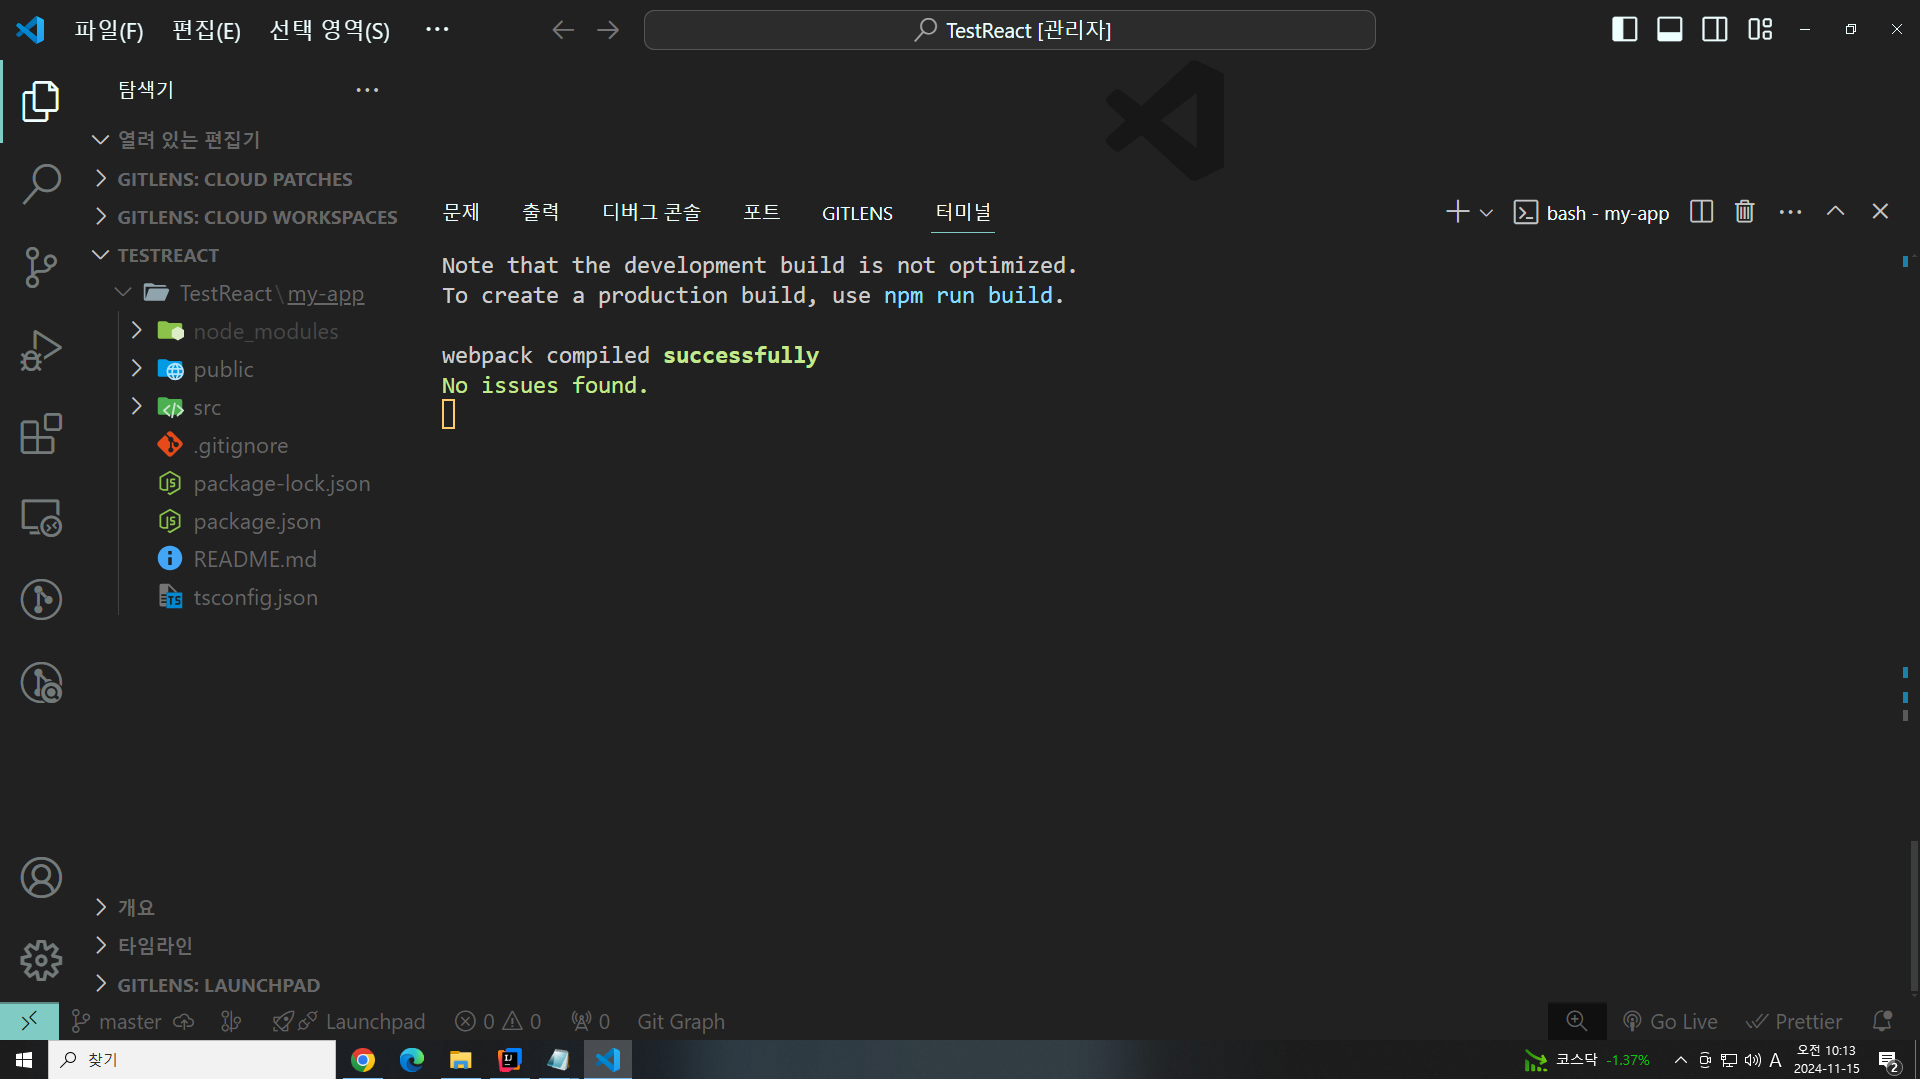 파일(F) 편집(E) 선택 영역(S) ··· TestReact [관리자]
탐색기 ···
열려 있는 편집기
GITLENS: CLOUD PATCHES
GITLENS: CLOUD WORKSPACES
TESTREACT
TestReact\my-app
node_modules
public
src
.gitignore
package-lock.json
package.json
README.md
tsconfig.json
개요
타임라인
GITLENS: LAUNCHPAD
문제 출력 디버그 콘솔 포트 GITLENS 터미널 bash - my-app
Note that the development build is not optimized.
To create a production build, use npm run build.
webpack compiled successfully
No issues found.
master Launchpad 0 0 0 Git Graph Go Live Prettier
찾기 코스닥 -1.37% A 오전 10:13
2024-11-15 2